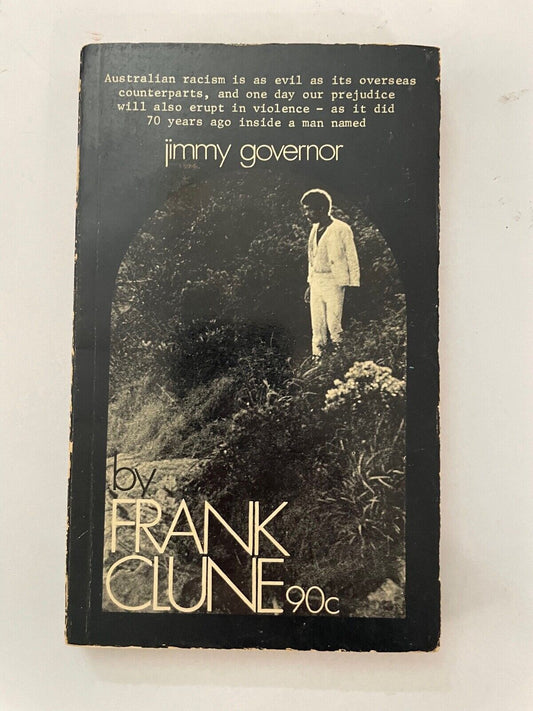 Australian racism is as evil as its overseas
counterparts, and one day our prejudice
will also erupt in violence - as it did
70 years ago inside a man named
jimmy governor
by
FRANK
CLUNE 90c